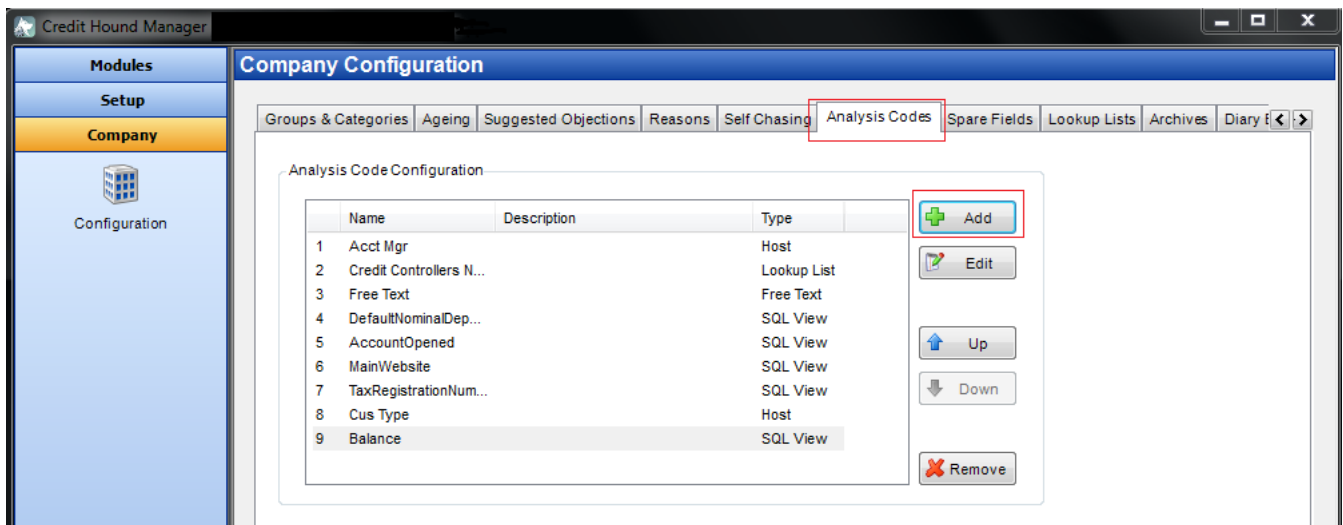 Credit Hound Manager
Modules
Setup
Company
Configuration
Company Configuration
Groups & Categories Ageing Suggested Objections Reasons Self Chasing Analysis Codes Spare Fields Lookup Lists Archives Diary
Analysis Code Configuration
Name Description Type
1 Acct Mgr Host
2 Credit Controllers N... Lookup List
3 Free Text Free Text
4 DefaultNominalDep... SQL View
5 AccountOpened SQL View
6 MainWebsite SQL View
7 TaxRegistrationNum... SQL View
8 Cus Type Host
9 Balance SQL View
Add
Edit
Up
Down
Remove